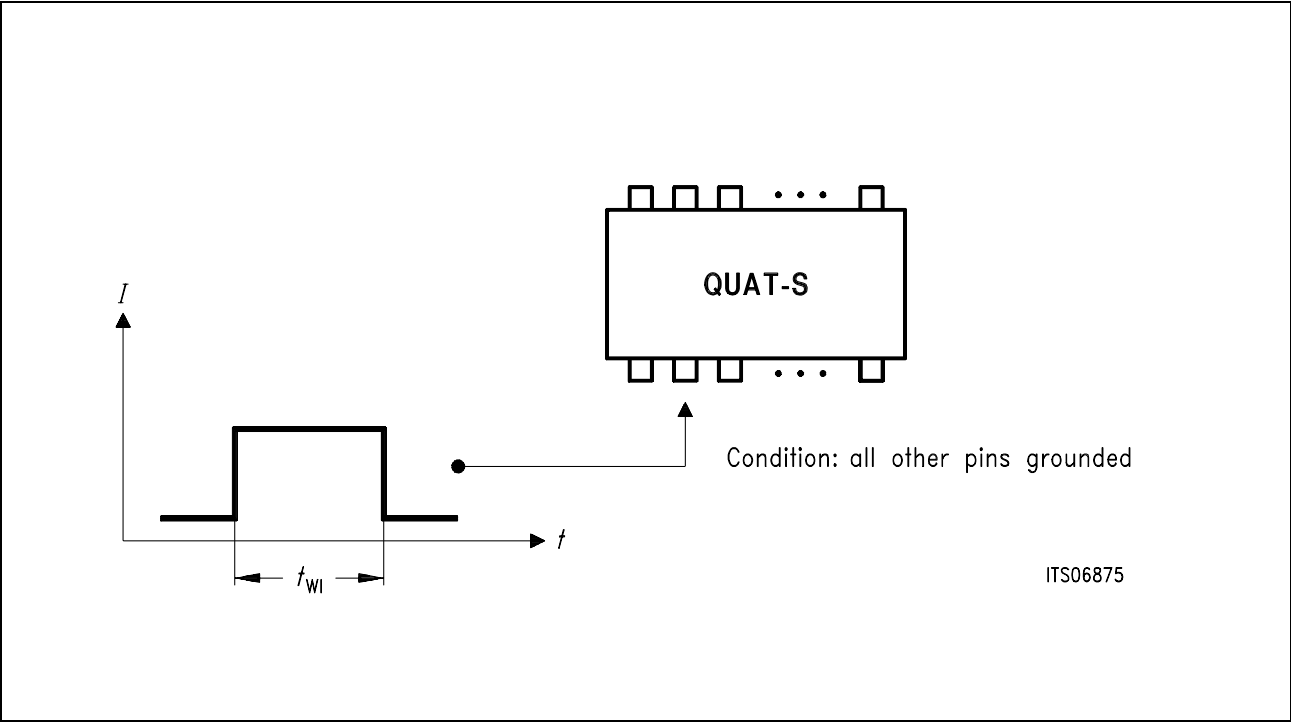 QUAT-S
I
Condition: all other pins grounded
t
tWI
ITS06875